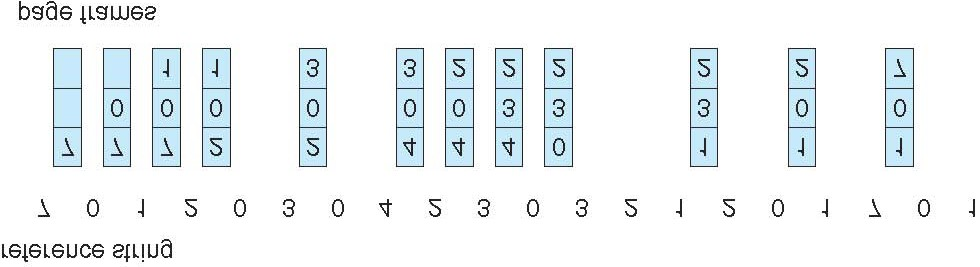 reference string
7 0 1 2 0 3 0 4 2 3 0 3 2 1 2 0 1 7 0 1
7 7 7 2 2 4 4 4 0 1 1 1
0 0 0 0 0 0 3 3 3 0 0
1 1 3 3 2 2 2 2 2 7
page frames